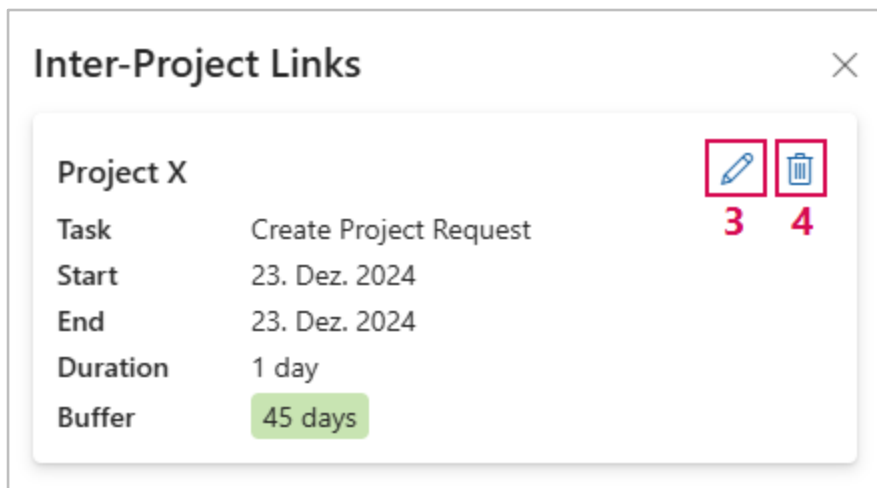 Inter-Project Links
Project X
3 4
Task Create Project Request
Start 23. Dez. 2024
End 23. Dez. 2024
Duration 1 day
Buffer 45 days